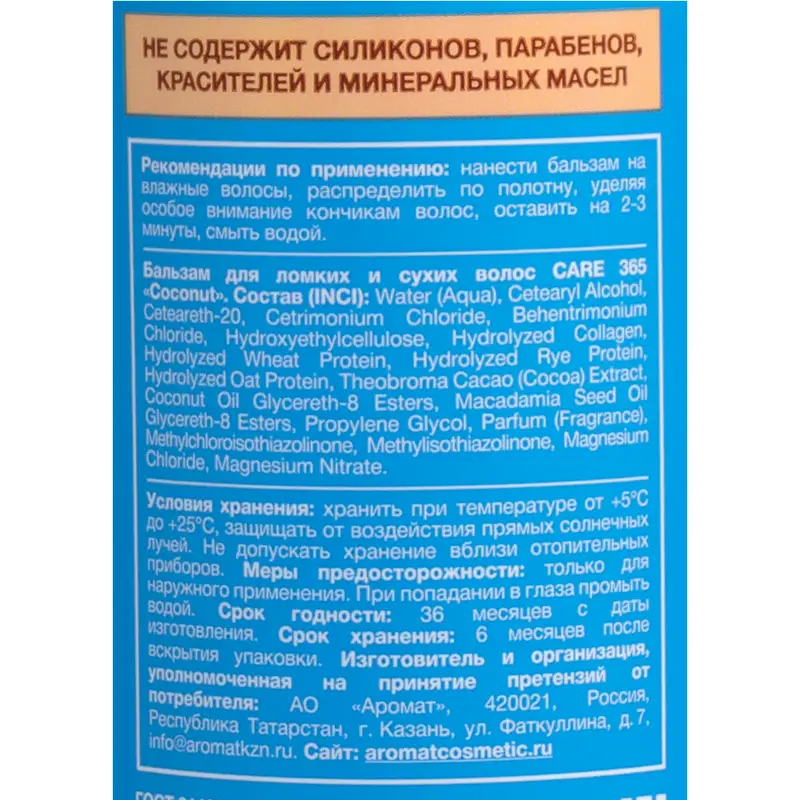 НЕ СОДЕРЖИТ СИЛИКОНОВ, ПАРАБЕНОВ,
КРАСИТЕЛЕЙ И МИНЕРАЛЬНЫХ МАСЕЛ
Рекомендации по применению: нанести бальзам на
влажные волосы, распределить по полотну, уделяя
особое внимание кончикам волос, оставить на 2-3
минуты, смыть водой.
Бальзам для ломких и сухих волос CARE 365
«Coconut». Состав (INCI): Water (Aqua), Cetearyl Alcohol,
Ceteareth-20, Cetrimonium Chloride, Behentrimonium
Chloride, Hydroxyethylcellulose, Hydrolyzed Collagen,
Hydrolyzed Wheat Protein, Hydrolyzed Rye Protein,
Hydrolyzed Oat Protein, Theobroma Cacao (Cocoa) Extract,
Coconut Oil Glycereth-8 Esters, Macadamia Seed Oil
Glycereth-8 Esters, Propylene Glycol, Parfum (Fragrance),
Methylchloroisothiazolinone, Methylisothiazolinone, Magnesium
Chloride, Magnesium Nitrate.
Условия хранения: хранить при температуре от +5°C
до +25°C, защищать от воздействия прямых солнечных
лучей. Не допускать хранение вблизи отопительных
приборов. Меры предосторожности: только для
наружного применения. При попадании в глаза промыть
водой. Срок годности: 36 месяцев с даты
изготовления. Срок хранения: 6 месяцев после
вскрытия упаковки. Изготовитель и организация,
уполномоченная на принятие претензий от
потребителя: АО «Аромат», 420021, Россия,
Республика Татарстан, г. Казань, ул. Фаткуллина, д. 7,
info@aromatkzn.ru. Сайт: aromatcosmetic.ru